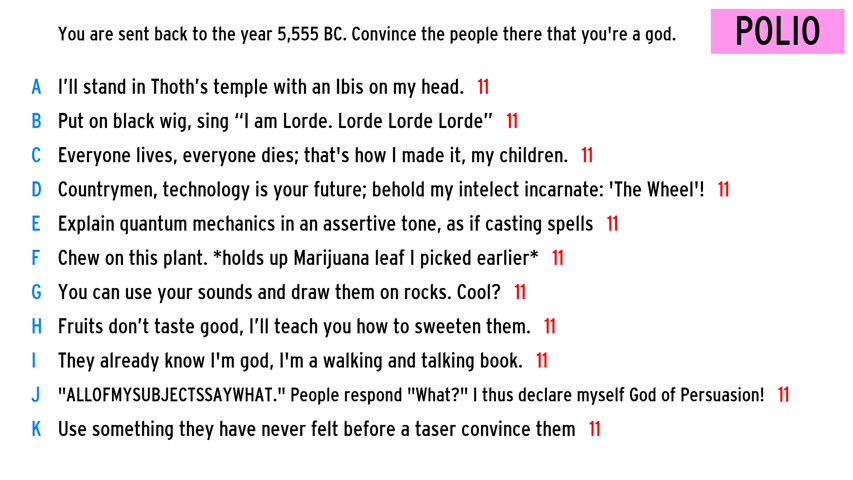 You are sent back to the year 5,555 BC. Convince the people there that you're a god.
POLIO
A I’ll stand in Thoth’s temple with an Ibis on my head. 11
B Put on black wig, sing “I am Lorde. Lorde Lorde Lorde” 11
C Everyone lives, everyone dies; that's how I made it, my children. 11
D Countrymen, technology is your future; behold my intelect incarnate: 'The Wheel'! 11
E Explain quantum mechanics in an assertive tone, as if casting spells 11
F Chew on this plant. *holds up Marijuana leaf I picked earlier* 11
G You can use your sounds and draw them on rocks. Cool? 11
H Fruits don’t taste good, I’ll teach you how to sweeten them. 11
I They already know I'm god, I'm a walking and talking book. 11
J "ALLOFMYSUBJECTSSAYWHAT." People respond "What?" I thus declare myself God of Persuasion! 11
K Use something they have never felt before a taser convince them 11